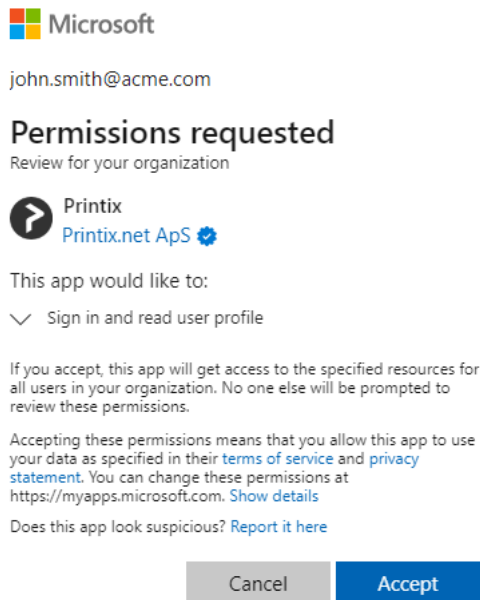 Microsoft
john.smith@acme.com
Permissions requested
Review for your organization
Printix
Printix.net ApS
This app would like to:
Sign in and read user profile
If you accept, this app will get access to the specified resources for
all users in your organization. No one else will be prompted to
review these permissions.
Accepting these permissions means that you allow this app to use
your data as specified in their terms of service and privacy
statement. You can change these permissions at
https://myapps.microsoft.com. Show details
Does this app look suspicious? Report it here
Cancel
Accept